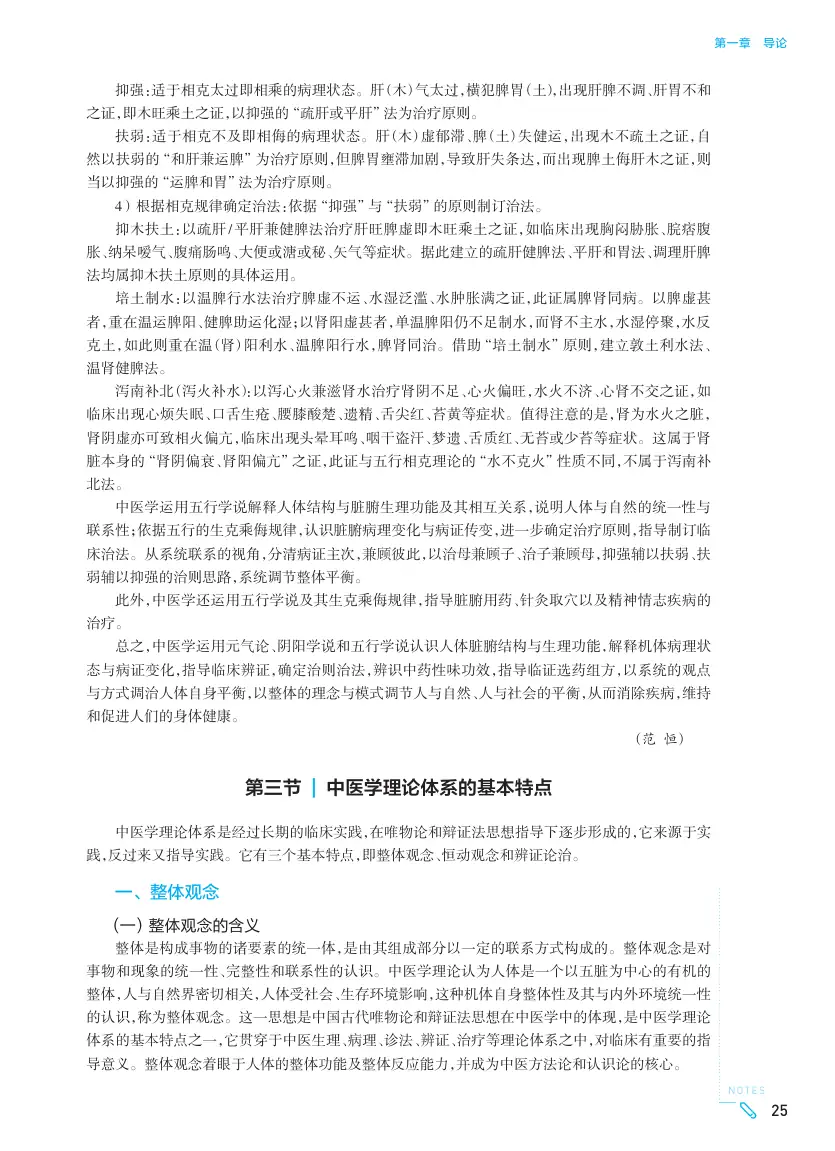 第一章 导论
抑强:适于相克太过即相乘的病理状态。肝(木)气太过,横犯脾胃(土),出现肝脾不调、肝胃不和
之证,即木旺乘土之证,以抑强的“疏肝或平肝”法为治疗原则。
扶弱:适于相克不及即相侮的病理状态。肝(木)虚郁滞、脾(土)失健运,出现木不疏土之证,自
然以扶弱的“和肝兼运脾”为治疗原则,但脾胃壅滞加剧,导致肝失条达,而出现脾土侮肝木之证,则
当以抑强的“运脾和胃”法为治疗原则。
4)根据相克规律确定治法:依据“抑强”与“扶弱”的原则制订治法。
抑木扶土:以疏肝/平肝兼健脾法治疗肝旺脾虚即木旺乘土之证,如临床出现胸闷胁胀、脘痞腹
胀、纳呆嗳气、腹痛肠鸣、大便或溏或秘、矢气等症状。据此建立的疏肝健脾法、平肝和胃法、调理肝脾
法均属抑木扶土原则的具体运用。
培土制水:以温脾行水法治疗脾虚不运、水湿泛滥、水肿胀满之证,此证属脾肾同病。以脾虚甚
者,重在温运脾阳、健脾助运化湿;以肾阳虚甚者,单温脾阳仍不足制水,而肾不主水,水湿停聚,水反
克土,如此则重在温(肾)阳利水、温脾阳行水,脾肾同治。借助“培土制水”原则,建立敦土利水法、
温肾健脾法。
泻南补北(泻火补水):以泻心火兼滋肾水治疗肾阴不足、心火偏旺,水火不济、心肾不交之证,如
临床出现心烦失眠、口舌生疮、腰膝酸楚、遗精、舌尖红、苔黄等症状。值得注意的是,肾为水火之脏,
肾阴虚亦可致相火偏亢,临床出现头晕耳鸣、咽干盗汗、梦遗、舌质红、无苔或少苔等症状。这属于肾
脏本身的“肾阴偏衰、肾阳偏亢”之证,此证与五行相克理论的“水不克火”性质不同,不属于泻南补
北法。
中医学运用五行学说解释人体结构与脏腑生理功能及其相互关系,说明人体与自然的统一性与
联系性;依据五行的生克乘侮规律,认识脏腑病理变化与病证传变,进一步确定治疗原则,指导制订临
床治法。从系统联系的视角,分清病证主次,兼顾彼此,以治母兼顾子、治子兼顾母,抑强辅以扶弱、扶
弱辅以抑强的治则思路,系统调节整体平衡。
此外,中医学还运用五行学说及其生克乘侮规律,指导脏腑用药、针灸取穴以及精神情志疾病的
治疗。
总之,中医学运用元气论、阴阳学说和五行学说认识人体脏腑结构与生理功能,解释机体病理状
态与病证变化,指导临床辨证,确定治则治法,辨识中药性味功效,指导临证选药组方,以系统的观点
与方式调治人体自身平衡,以整体的理念与模式调节人与自然、人与社会的平衡,从而消除疾病,维持
和促进人们的身体健康。
(范 恒)
第三节 | 中医学理论体系的基本特点
中医学理论体系是经过长期的临床实践,在唯物论和辩证法思想指导下逐步形成的,它来源于实
践,反过来又指导实践。它有三个基本特点,即整体观念、恒动观念和辨证论治。
一、整体观念
(一)整体观念的含义
整体是构成事物的诸要素的统一体,是由其组成部分以一定的联系方式构成的。整体观念是对
事物和现象的统一性、完整性和联系性的认识。中医学理论认为人体是一个以五脏为中心的有机的
整体,人与自然界密切相关,人体受社会、生存环境影响,这种机体自身整体性及其与内外环境统一性
的认识,称为整体观念。这一思想是中国古代唯物论和辩证法思想在中医学中的体现,是中医学理论
体系的基本特点之一,它贯穿于中医生理、病理、诊法、辨证、治疗等理论体系之中,对临床有重要的指
导意义。整体观念着眼于人体的整体功能及整体反应能力,并成为中医方法论和认识论的核心。
NOTES
25